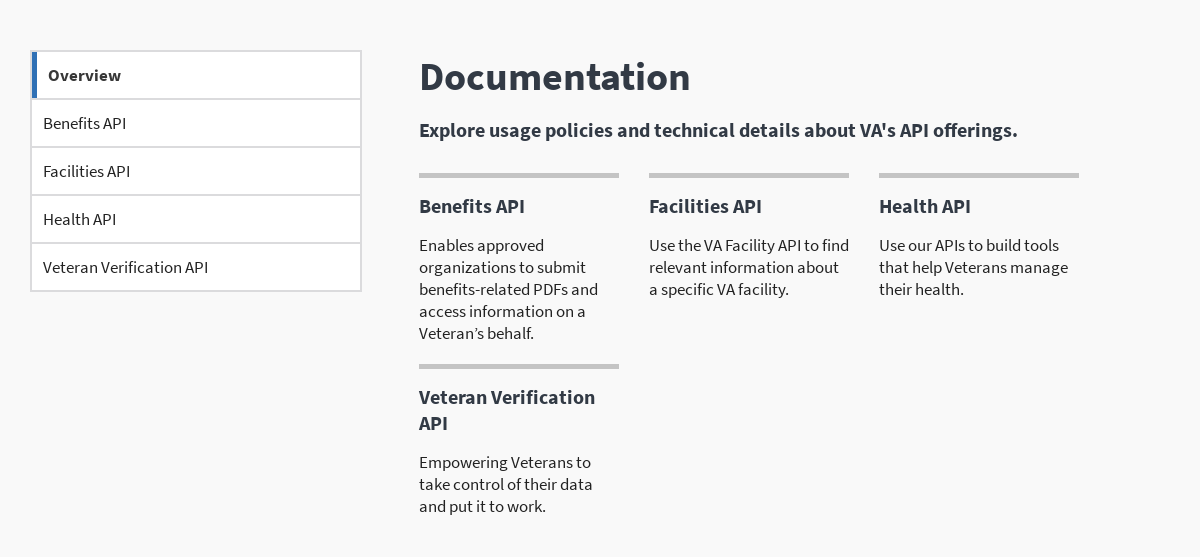 Overview
Benefits API
Facilities API
Health API
Veteran Verification API
Documentation
Explore usage policies and technical details about VA's API offerings.
Benefits API
Enables approved
organizations to submit
benefits-related PDFs and
access information on a
Veteran’s behalf.
Facilities API
Use the VA Facility API to find
relevant information about
a specific VA facility.
Health API
Use our APIs to build tools
that help Veterans manage
their health.
Veteran Verification
API
Empowering Veterans to
take control of their data
and put it to work.